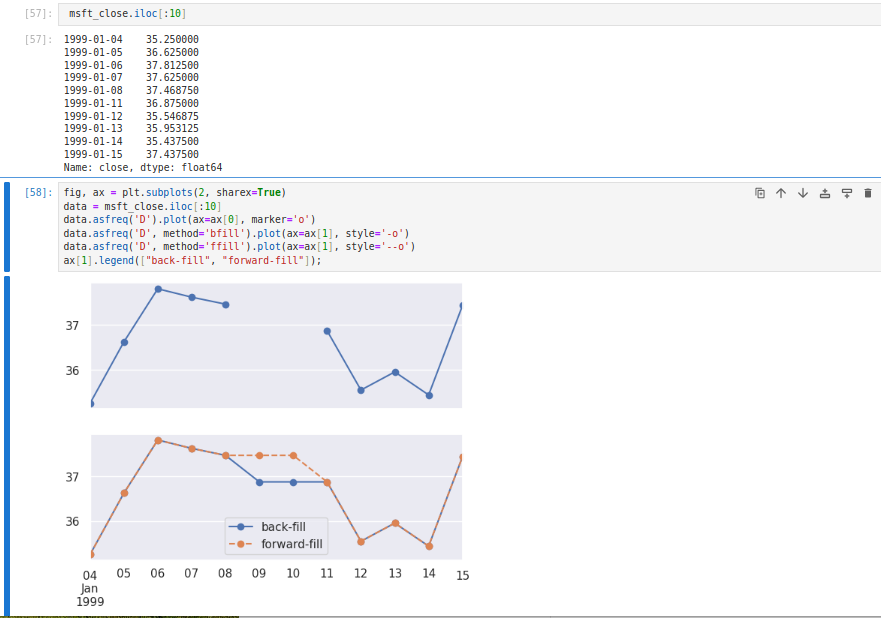 [57]: msft_close.iloc[:10]
[57]: 1999-01-04    35.250000
1999-01-05    36.625000
1999-01-06    37.812500
1999-01-07    37.625000
1999-01-08    37.468750
1999-01-11    36.875000
1999-01-12    35.546875
1999-01-13    35.953125
1999-01-14    35.437500
1999-01-15    37.437500
Name: close, dtype: float64
[58]: fig, ax = plt.subplots(2, sharex=True)
data = msft_close.iloc[:10]
data.asfreq('D').plot(ax=ax[0], marker='o')
data.asfreq('D', method='bfill').plot(ax=ax[1], style='-o')
data.asfreq('D', method='ffill').plot(ax=ax[1], style='--o')
ax[1].legend(["back-fill", "forward-fill"]);
37
36
37
36
back-fill
forward-fill
04 05 06 07 08 09 10 11 12 13 14 15
Jan
1999